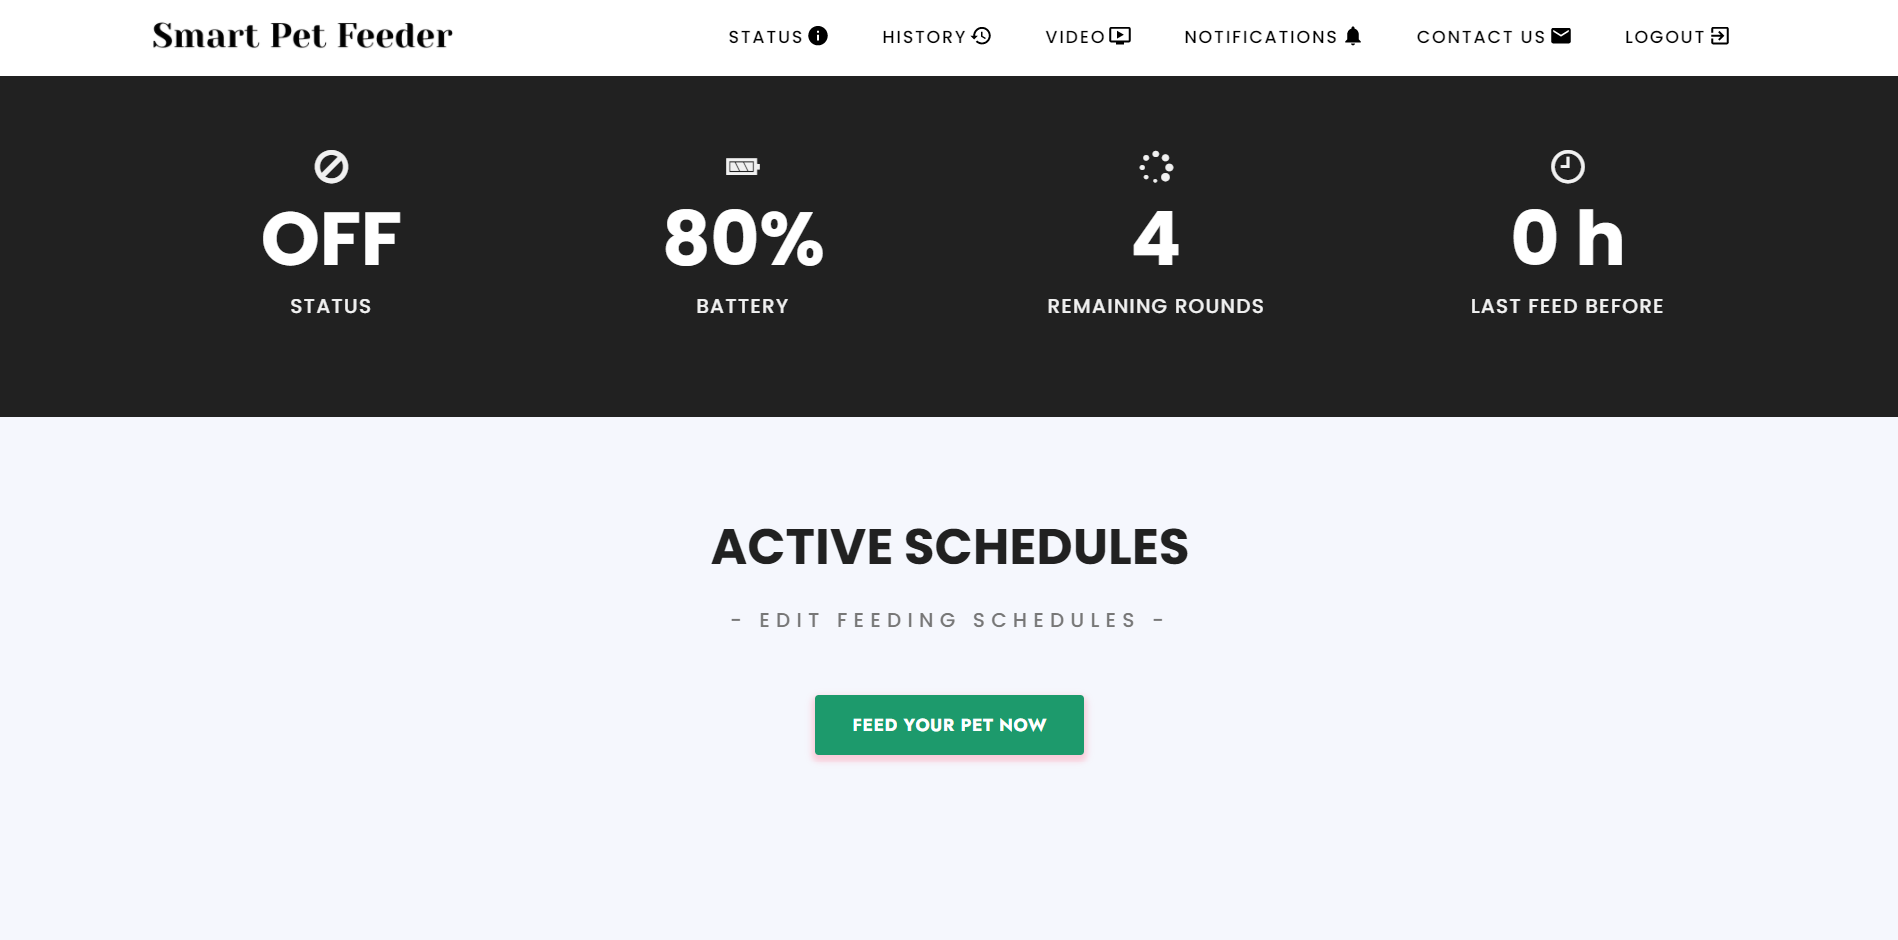 Smart Pet Feeder
STATUS HISTORY VIDEO NOTIFICATIONS CONTACT US LOGOUT
OFF 80% 4 0 h
STATUS BATTERY REMAINING ROUNDS LAST FEED BEFORE
ACTIVE SCHEDULES
- EDIT FEEDING SCHEDULES -
FEED YOUR PET NOW